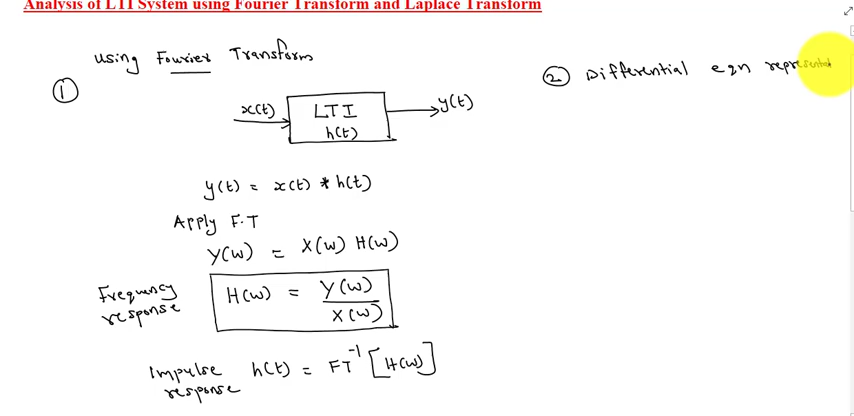 Analysis of LTI System using Fourier Transform and Laplace Transform
using Fourier Transform
①
x(t) LTI y(t)
h(t)
y(t) = x(t) * h(t)
Apply F.T
Y(w) = X(w) H(w)
Frequency response H(w) = Y(w) / X(w)
Impulse response h(t) = FT⁻¹ [H(w)]
② Differential eqn